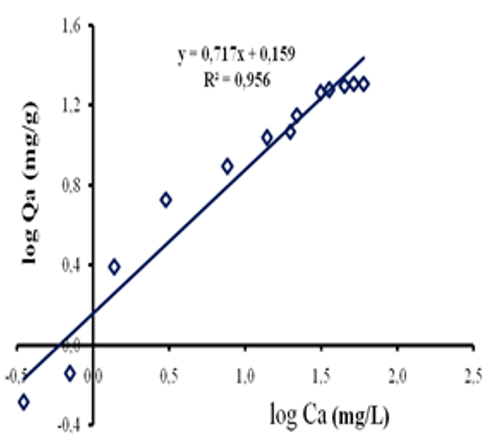 1,6
y = 0,717x + 0,159
R² = 0,956
1,2
log Qa (mg/g)
0,8
0,4
0,0
-0,5 0,0 0,5 1,0 1,5 2,0 2,5
-0,4
log Ca (mg/L)